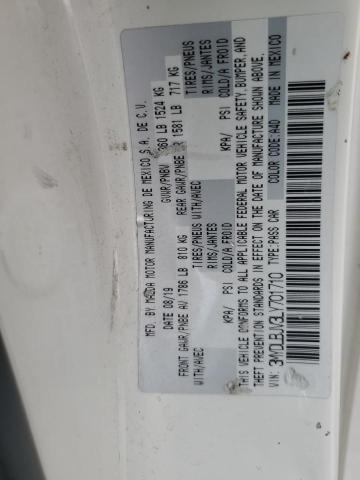 MFD. BY MAZDA MOTOR MANUFACTURING DE MEXICO S.A. DE C.V.
DATE 08/19 GVWR/PNBV 3360 LB 1524 KG
FRONT GAWR/PNBE AV 1786 LB 810 KG REAR GAWR/PNBE 1581 LB 717 KG
WITH/AVEC TIRES/PNEUS WITH/AVEC TIRES/PNEUS
RIMS/JANTES RIMS/JANTES
KPA/ PSI COLD/A FROID KPA/ PSI COLD/A FROID
THIS VEHICLE CONFORMS TO ALL APPLICABLE FEDERAL MOTOR VEHICLE SAFETY, BUMPER, AND
THEFT PREVENTION STANDARDS IN EFFECT ON THE DATE OF MANUFACTURE SHOWN ABOVE.
VIN: TYPE:PASS CAR COLOR CODE:A4D MADE IN MEXICO